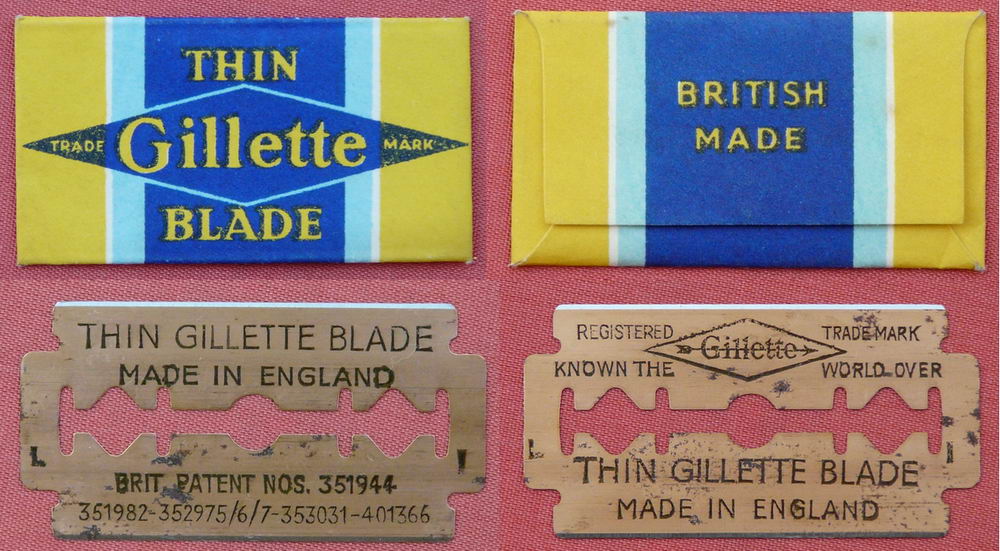 THIN
TRADE Gillette MARK
BLADE
BRITISH
MADE
THIN GILLETTE BLADE
MADE IN ENGLAND
L I
BRIT. PATENT NOS. 351944-
351982-352975/6/7-353031-401366
REGISTERED Gillette TRADE MARK
KNOWN THE WORLD OVER
L I
THIN GILLETTE BLADE
MADE IN ENGLAND